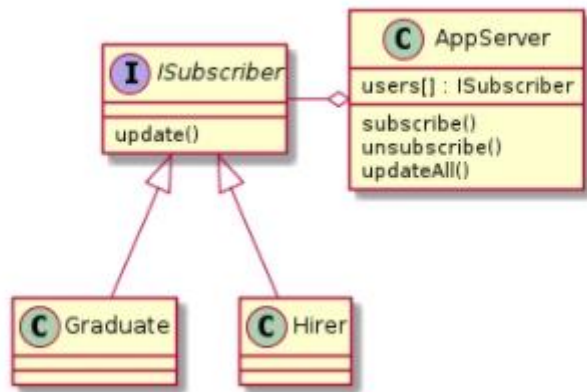 I ISubscriber
update()
C AppServer
users[] : ISubscriber
subscribe()
unsubscribe()
updateAll()
C Graduate
C Hirer